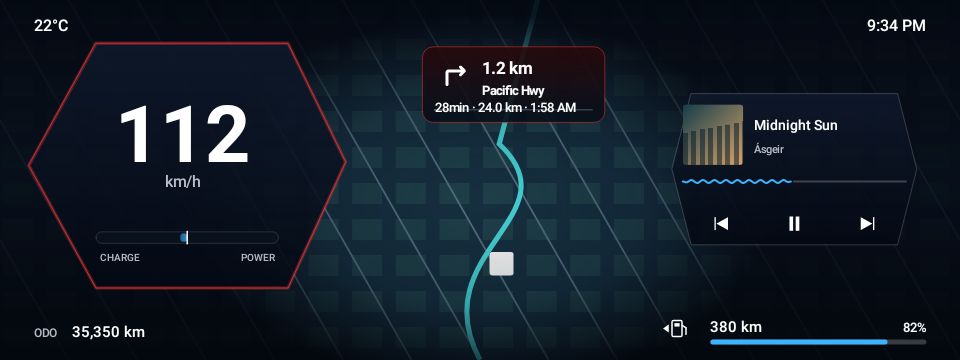 22°C
9:34 PM
112
km/h
CHARGE
POWER
ODO 35,350 km
1.2 km
Pacific Hwy
28min · 24.0 km · 1:58 AM
Midnight Sun
Ásgeir
380 km
82%